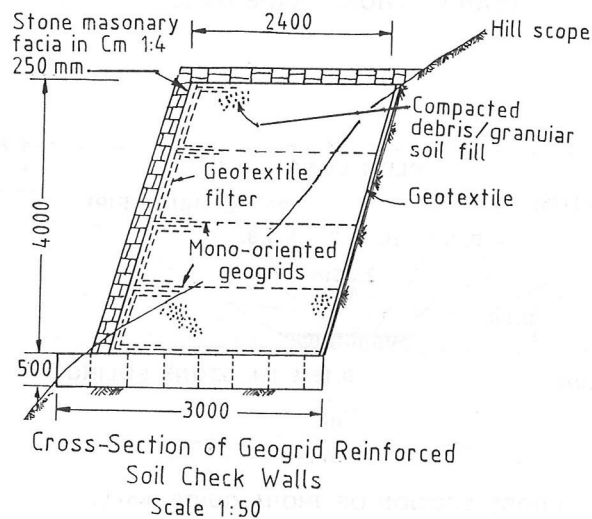 2400
Stone masonary
facia in Cm 1:4
250 mm
Hill scope
Compacted
debris/granuiar
soil fill
Geotextile
filter
Geotextile
4000
Mono-oriented
geogrids
500
3000
Cross-Section of Geogrid Reinforced
Soil Check Walls
Scale 1:50